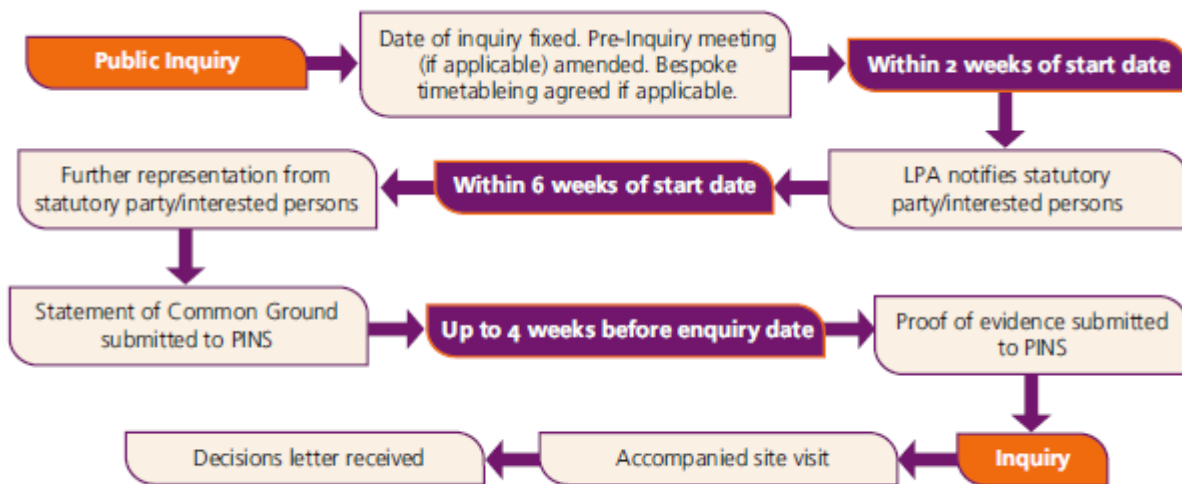 Public Inquiry
Date of inquiry fixed. Pre-Inquiry meeting
(if applicable) amended. Bespoke
timetableing agreed if applicable.
Within 2 weeks of start date
LPA notifies statutory
party/interested persons
Within 6 weeks of start date
Further representation from
statutory party/interested persons
Statement of Common Ground
submitted to PINS
Up to 4 weeks before enquiry date
Proof of evidence submitted
to PINS
Inquiry
Accompanied site visit
Decisions letter received